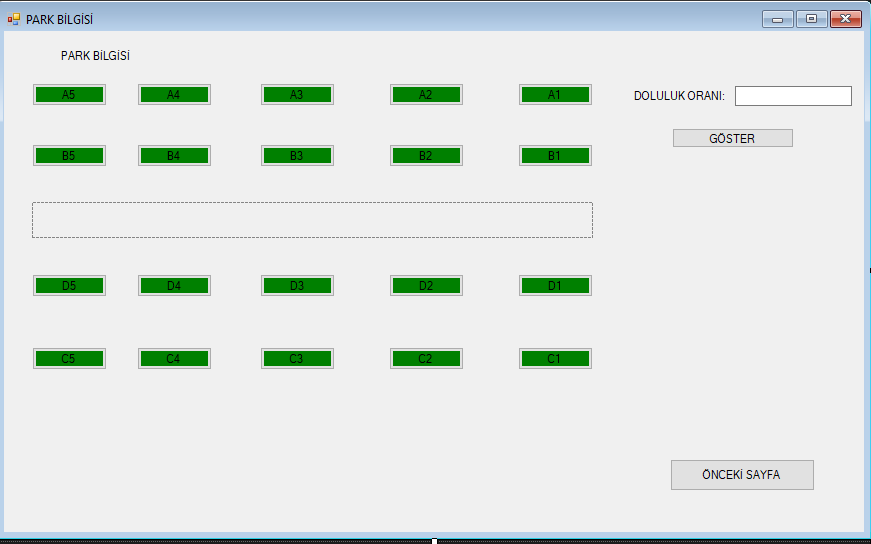 PARK BİLGİSİ
PARK BİLGİSİ
A5 A4 A3 A2 A1
DOLULUK ORANI:
GÖSTER
B5 B4 B3 B2 B1
D5 D4 D3 D2 D1
C5 C4 C3 C2 C1
ÖNCEKİ SAYFA